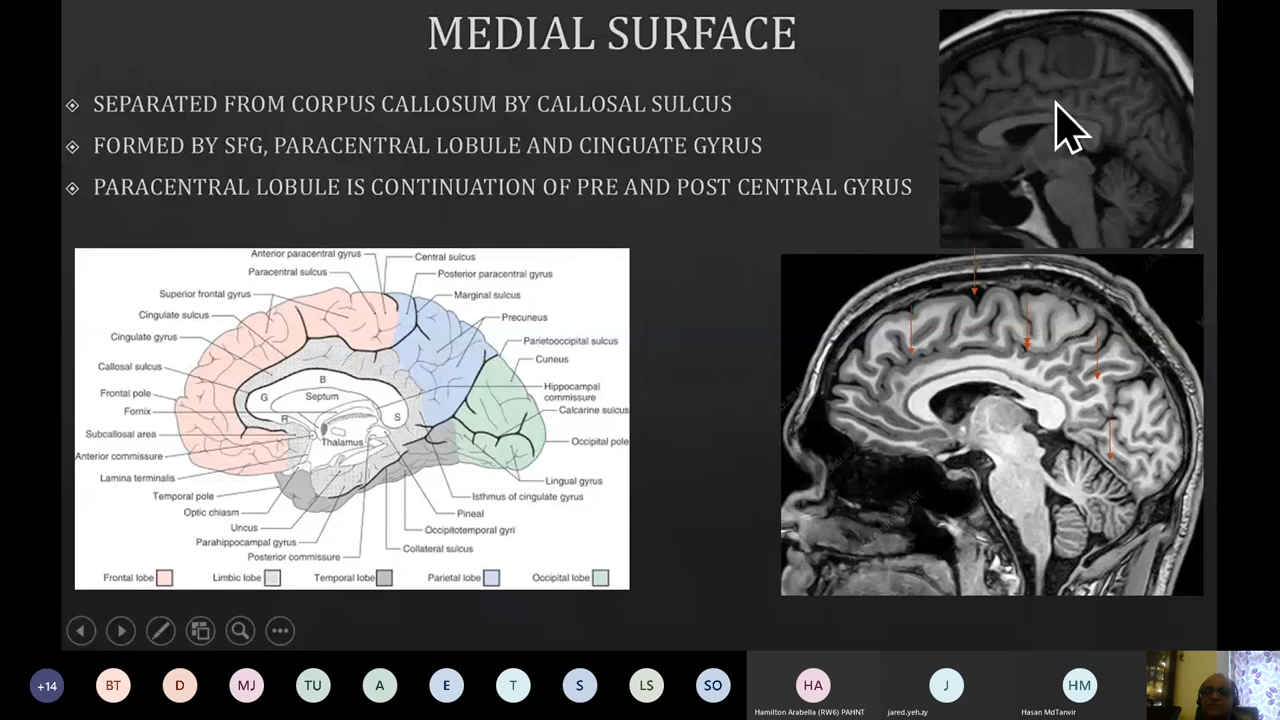 MEDIAL SURFACE
SEPARATED FROM CORPUS CALLOSUM BY CALLOSAL SULCUS
FORMED BY SFG, PARACENTRAL LOBULE AND CINGUATE GYRUS
PARACENTRAL LOBULE IS CONTINUATION OF PRE AND POST CENTRAL GYRUS
Anterior paracentral gyrus
Central sulcus
Paracentral sulcus
Posterior paracentral gyrus
Superior frontal gyrus
Marginal sulcus
Cingulate sulcus
Precuneus
Cingulate gyrus
Parietooccipital sulcus
Callosal sulcus
Cuneus
Frontal pole
Hippocampal
commissure
Fornix
Calcarine sulcus
B
G
Septum
R
S
Thalamus
Subcallosal area
Occipital pole
Anterior commissure
Lamina terminalis
Lingual gyrus
Temporal pole
Isthmus of cingulate gyrus
Optic chiasm
Pineal
Uncus
Occipitotemporal gyri
Parahippocampal gyrus
Collateral sulcus
Posterior commissure
Frontal lobe
Limbic lobe
Temporal lobe
Parietal lobe
Occipital lobe
+14
BT
D
MJ
TU
A
E
T
S
LS
SO
HA
J
HM
Hamilton Arabella (RW6) PAHNT
jared.yeh.zy
Hasan MdTanvir